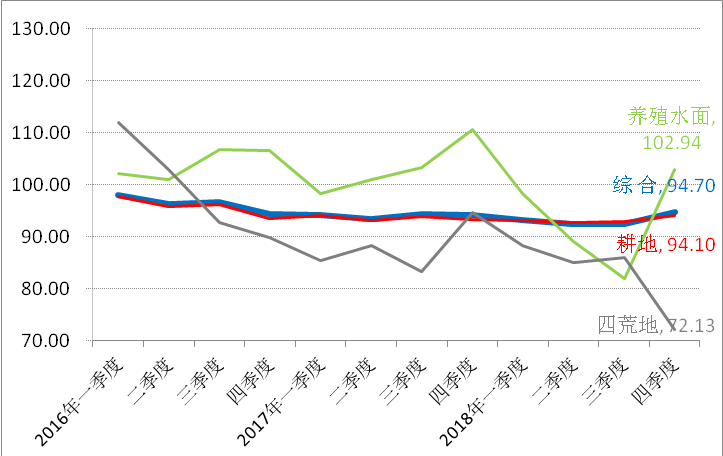 130.00
120.00
110.00
100.00
90.00
80.00
70.00
养殖水面,
102.94
综合, 94.70
耕地, 94.10
四荒地, 72.13
2016年一季度
二季度
三季度
四季度
2017年一季度
二季度
三季度
四季度
2018年一季度
二季度
三季度
四季度